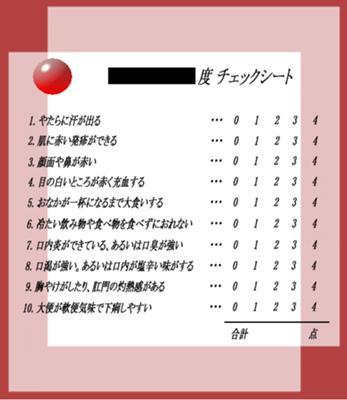 度 チェックシート
1. やたらに汗が出る ・・・ 0 1 2 3 4
2. 肌に赤い発疹ができる ・・・ 0 1 2 3 4
3. 顔面や鼻が赤い ・・・ 0 1 2 3 4
4. 目の白いところが赤く充血する ・・・ 0 1 2 3 4
5. おなかが一杯になるまで大食いする ・・・ 0 1 2 3 4
6. 冷たい飲み物や食べ物を食べずにおれない ・・・ 0 1 2 3 4
7. 口内炎ができている、あるいは口臭が強い ・・・ 0 1 2 3 4
8. 口渇が強い。あるいは口内が塩辛い味がする ・・・ 0 1 2 3 4
9. 胸やけがしたり、肛門の灼熱感がある ・・・ 0 1 2 3 4
10. 大便が軟便気味で下痢しやすい ・・・ 0 1 2 3 4
合計 点